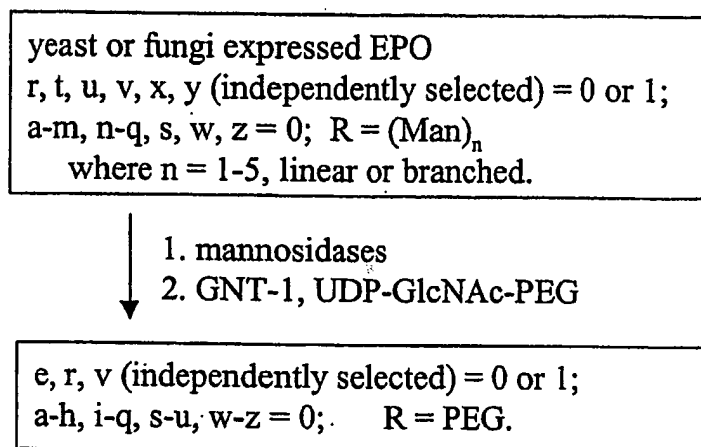 yeast or fungi expressed EPO
r, t, u, v, x, y (independently selected) = 0 or 1;
a-m, n-q, s, w, z = 0; R = (Man)n
where n = 1-5, linear or branched.
1. mannosidases
2. GNT-1, UDP-GlcNAc-PEG
e, r, v (independently selected) = 0 or 1;
a-h, i-q, s-u, w-z = 0; R = PEG.